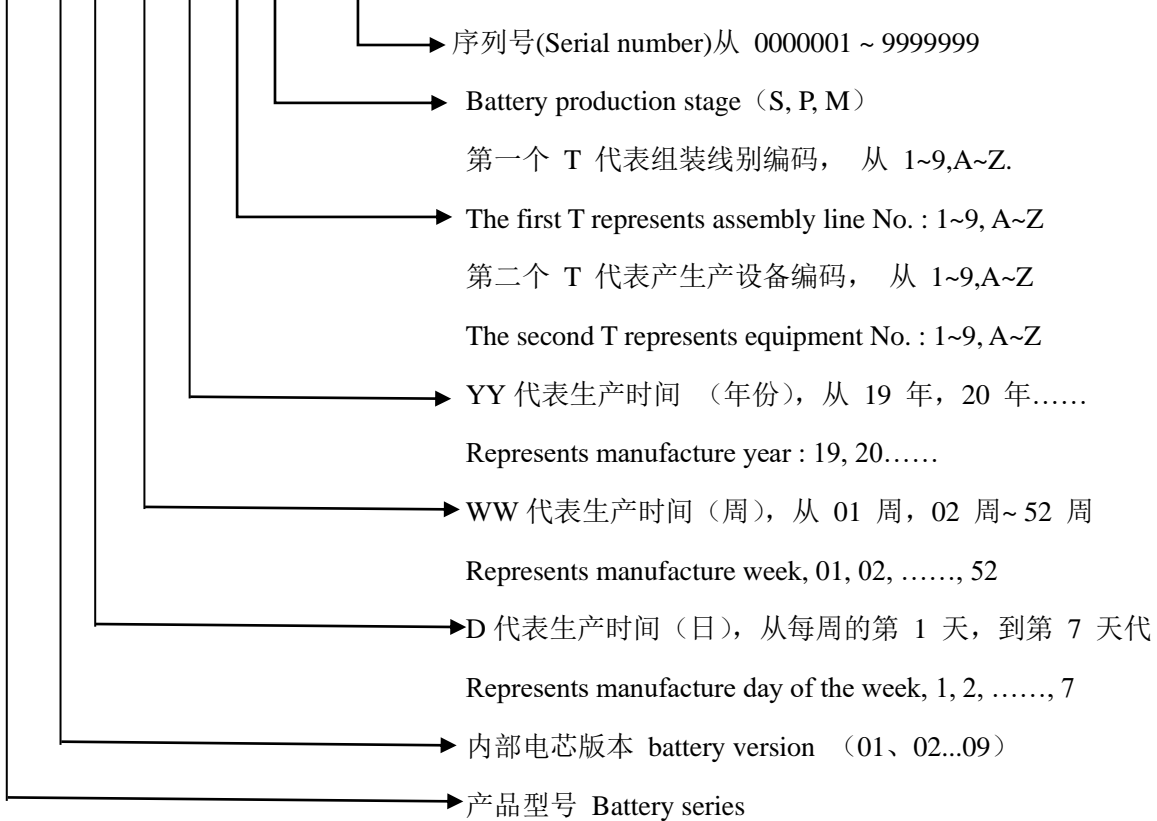 序列号(Serial number)从 0000001 ~ 9999999
Battery production stage（S, P, M）
第一个 T 代表组装线别编码， 从 1~9,A~Z.
The first T represents assembly line No. : 1~9, A~Z
第二个 T 代表产生产设备编码， 从 1~9,A~Z
The second T represents equipment No. : 1~9, A~Z
YY 代表生产时间 （年份），从 19 年，20 年……
Represents manufacture year : 19, 20……
WW 代表生产时间（周），从 01 周，02 周~ 52 周
Represents manufacture week, 01, 02, ……, 52
D 代表生产时间（日），从每周的第 1 天，到第 7 天代
Represents manufacture day of the week, 1, 2, ……, 7
内部电芯版本 battery version （01、02...09）
产品型号 Battery series